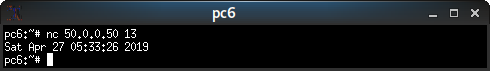 pc6
pc6:~# nc 50.0.0.50 13
Sat Apr 27 05:33:26 2019
pc6:~#